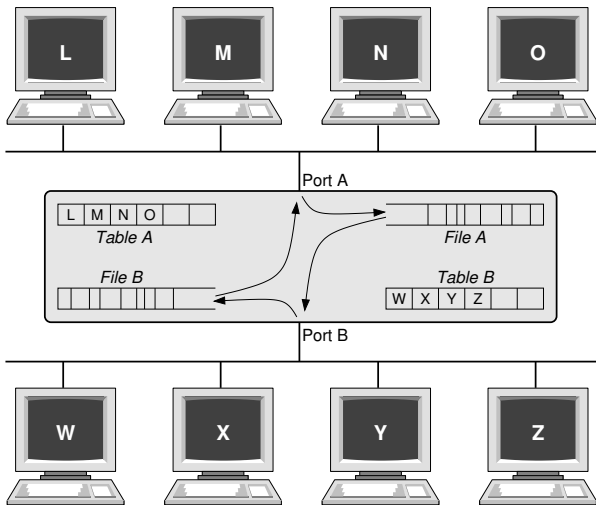 L M N O
Port A
L M N O
Table A
File A
File B
Table B
W X Y Z
Port B
W X Y Z